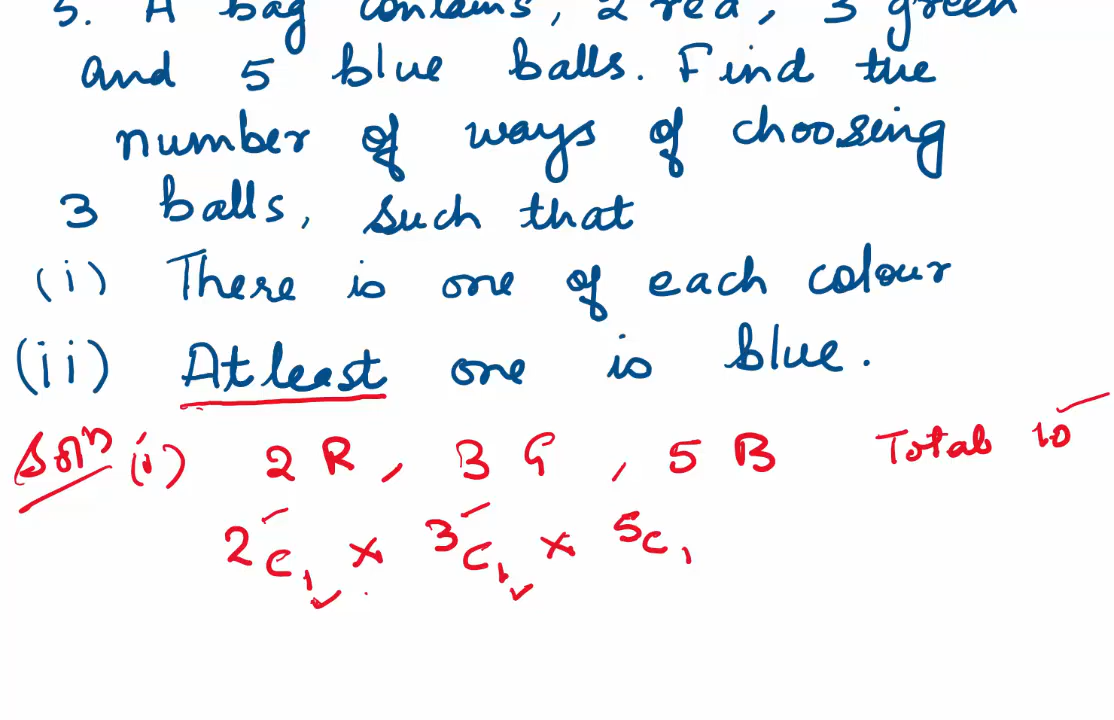 5. A bag contains, 2 red, 3 green
and 5 blue balls. Find the
number of ways of choosing
3 balls, such that
(i) There is one of each colour
(ii) Atleast one is blue.
Solⁿ (i) 2 R, 3 G, 5 B Total 10
2C₁ × 3C₁ × 5C₁